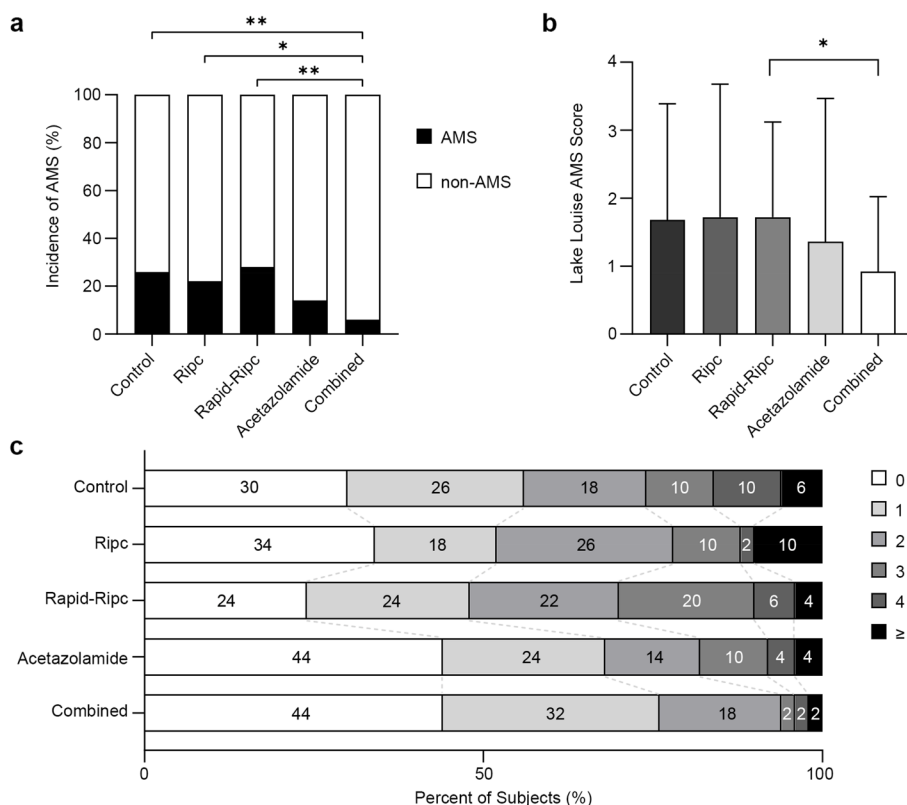 a
**
*
**
Incidence of AMS (%)
100
80
60
40
20
0
Control
Ripc
Rapid-Ripc
Acetazolamide
Combined
AMS
non-AMS
b
*
Lake Louise AMS Score
4
3
2
1
0
Control
Ripc
Rapid-Ripc
Acetazolamide
Combined
c
Control 30 26 18 10 10 6
Ripc 34 18 26 10 2 10
Rapid-Ripc 24 24 22 20 6 4
Acetazolamide 44 24 14 10 4 4
Combined 44 32 18 2 2 2
0 50 100
Percent of Subjects (%)
0
1
2
3
4
≥